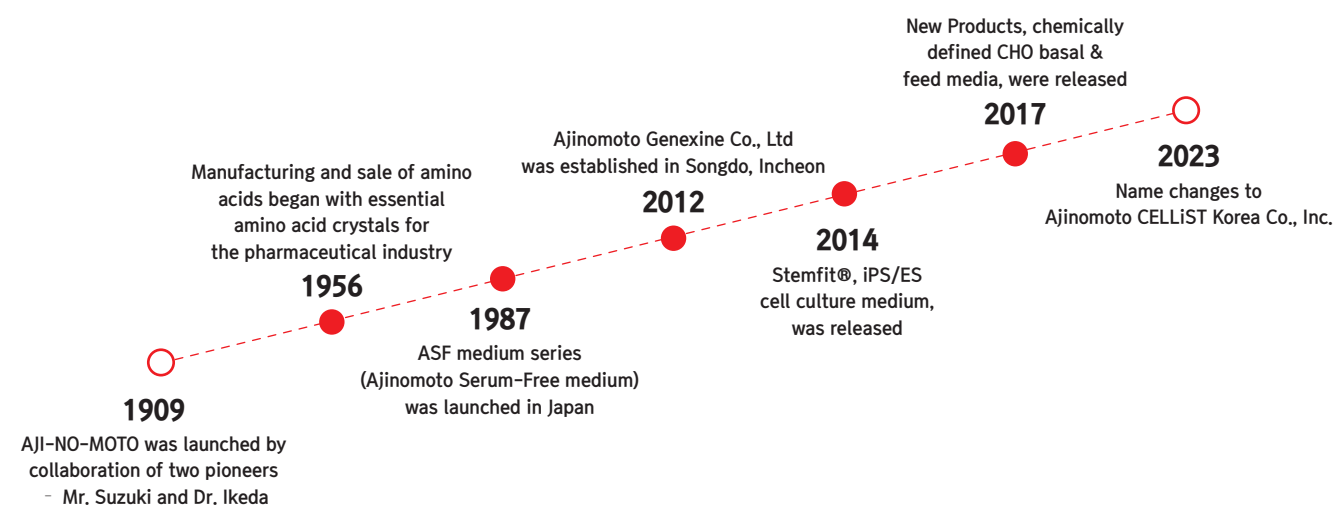 1909
AJI-NO-MOTO was launched by
collaboration of two pioneers
- Mr. Suzuki and Dr. Ikeda
Manufacturing and sale of amino
acids began with essential
amino acid crystals for
the pharmaceutical industry
1956
1987
ASF medium series
(Ajinomoto Serum-Free medium)
was launched in Japan
Ajinomoto Genexine Co., Ltd
was established in Songdo, Incheon
2012
2014
Stemfit®, iPS/ES
cell culture medium,
was released
New Products, chemically
defined CHO basal &
feed media, were released
2017
2023
Name changes to
Ajinomoto CELLiST Korea Co., Inc.